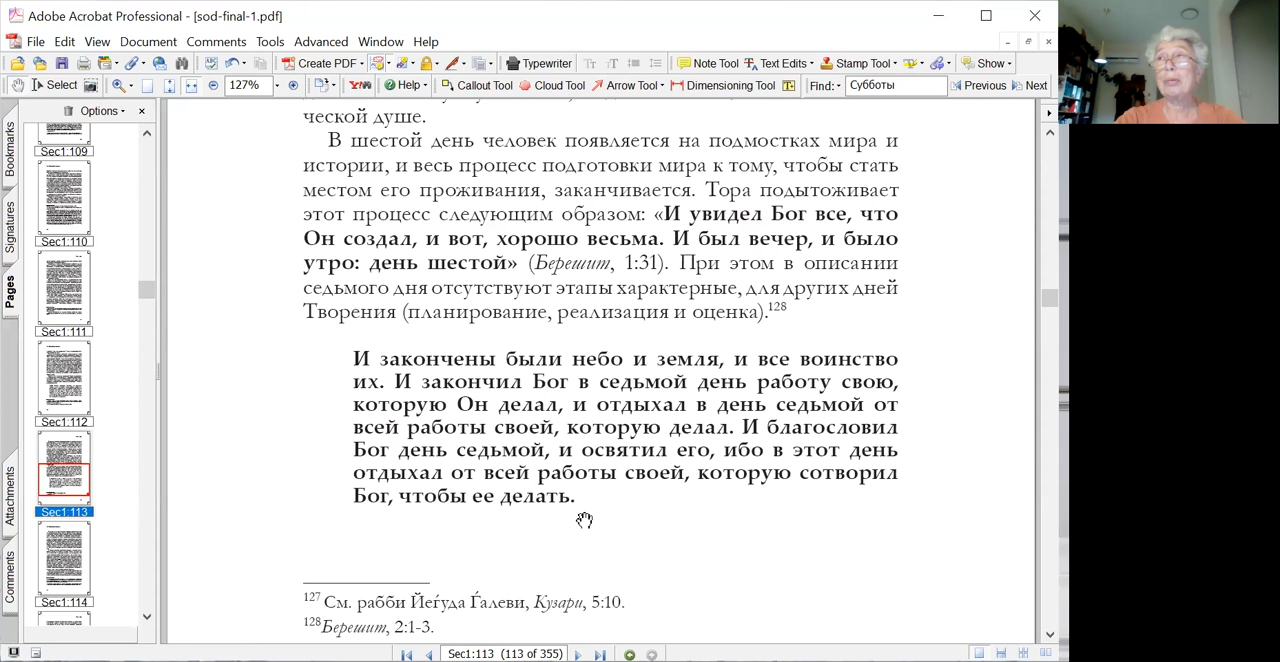 Adobe Acrobat Professional - [sod-final-1.pdf]
File Edit View Document Comments Tools Advanced Window Help
Create PDF Typewriter Note Tool Text Edits Stamp Tool Show
Select 127% Y!™ Help Callout Tool Cloud Tool Arrow Tool Dimensioning Tool Find: Субботы Previous Next
Options
Bookmarks
Signatures
Pages
Attachments
Comments
Sec1:109
Sec1:110
Sec1:111
Sec1:112
Sec1:113
Sec1:114
ческой душе.
В шестой день человек появляется на подмостках мира и
истории, и весь процесс подготовки мира к тому, чтобы стать
местом его проживания, заканчивается. Тора подытоживает
этот процесс следующим образом: «И увидел Бог все, что
Он создал, и вот, хорошо весьма. И был вечер, и было
утро: день шестой» (Берешит, 1:31). При этом в описании
седьмого дня отсутствуют этапы характерные, для других дней
Творения (планирование, реализация и оценка).128
И закончены были небо и земля, и все воинство
их. И закончил Бог в седьмой день работу свою,
которую Он делал, и отдыхал в день седьмой от
всей работы своей, которую делал. И благословил
Бог день седьмой, и освятил его, ибо в этот день
отдыхал от всей работы своей, которую сотворил
Бог, чтобы ее делать.
127 См. рабби Йеѓуда Ѓалеви, Кузари, 5:10.
128 Берешит, 2:1-3.
Sec1:113 (113 of 355)